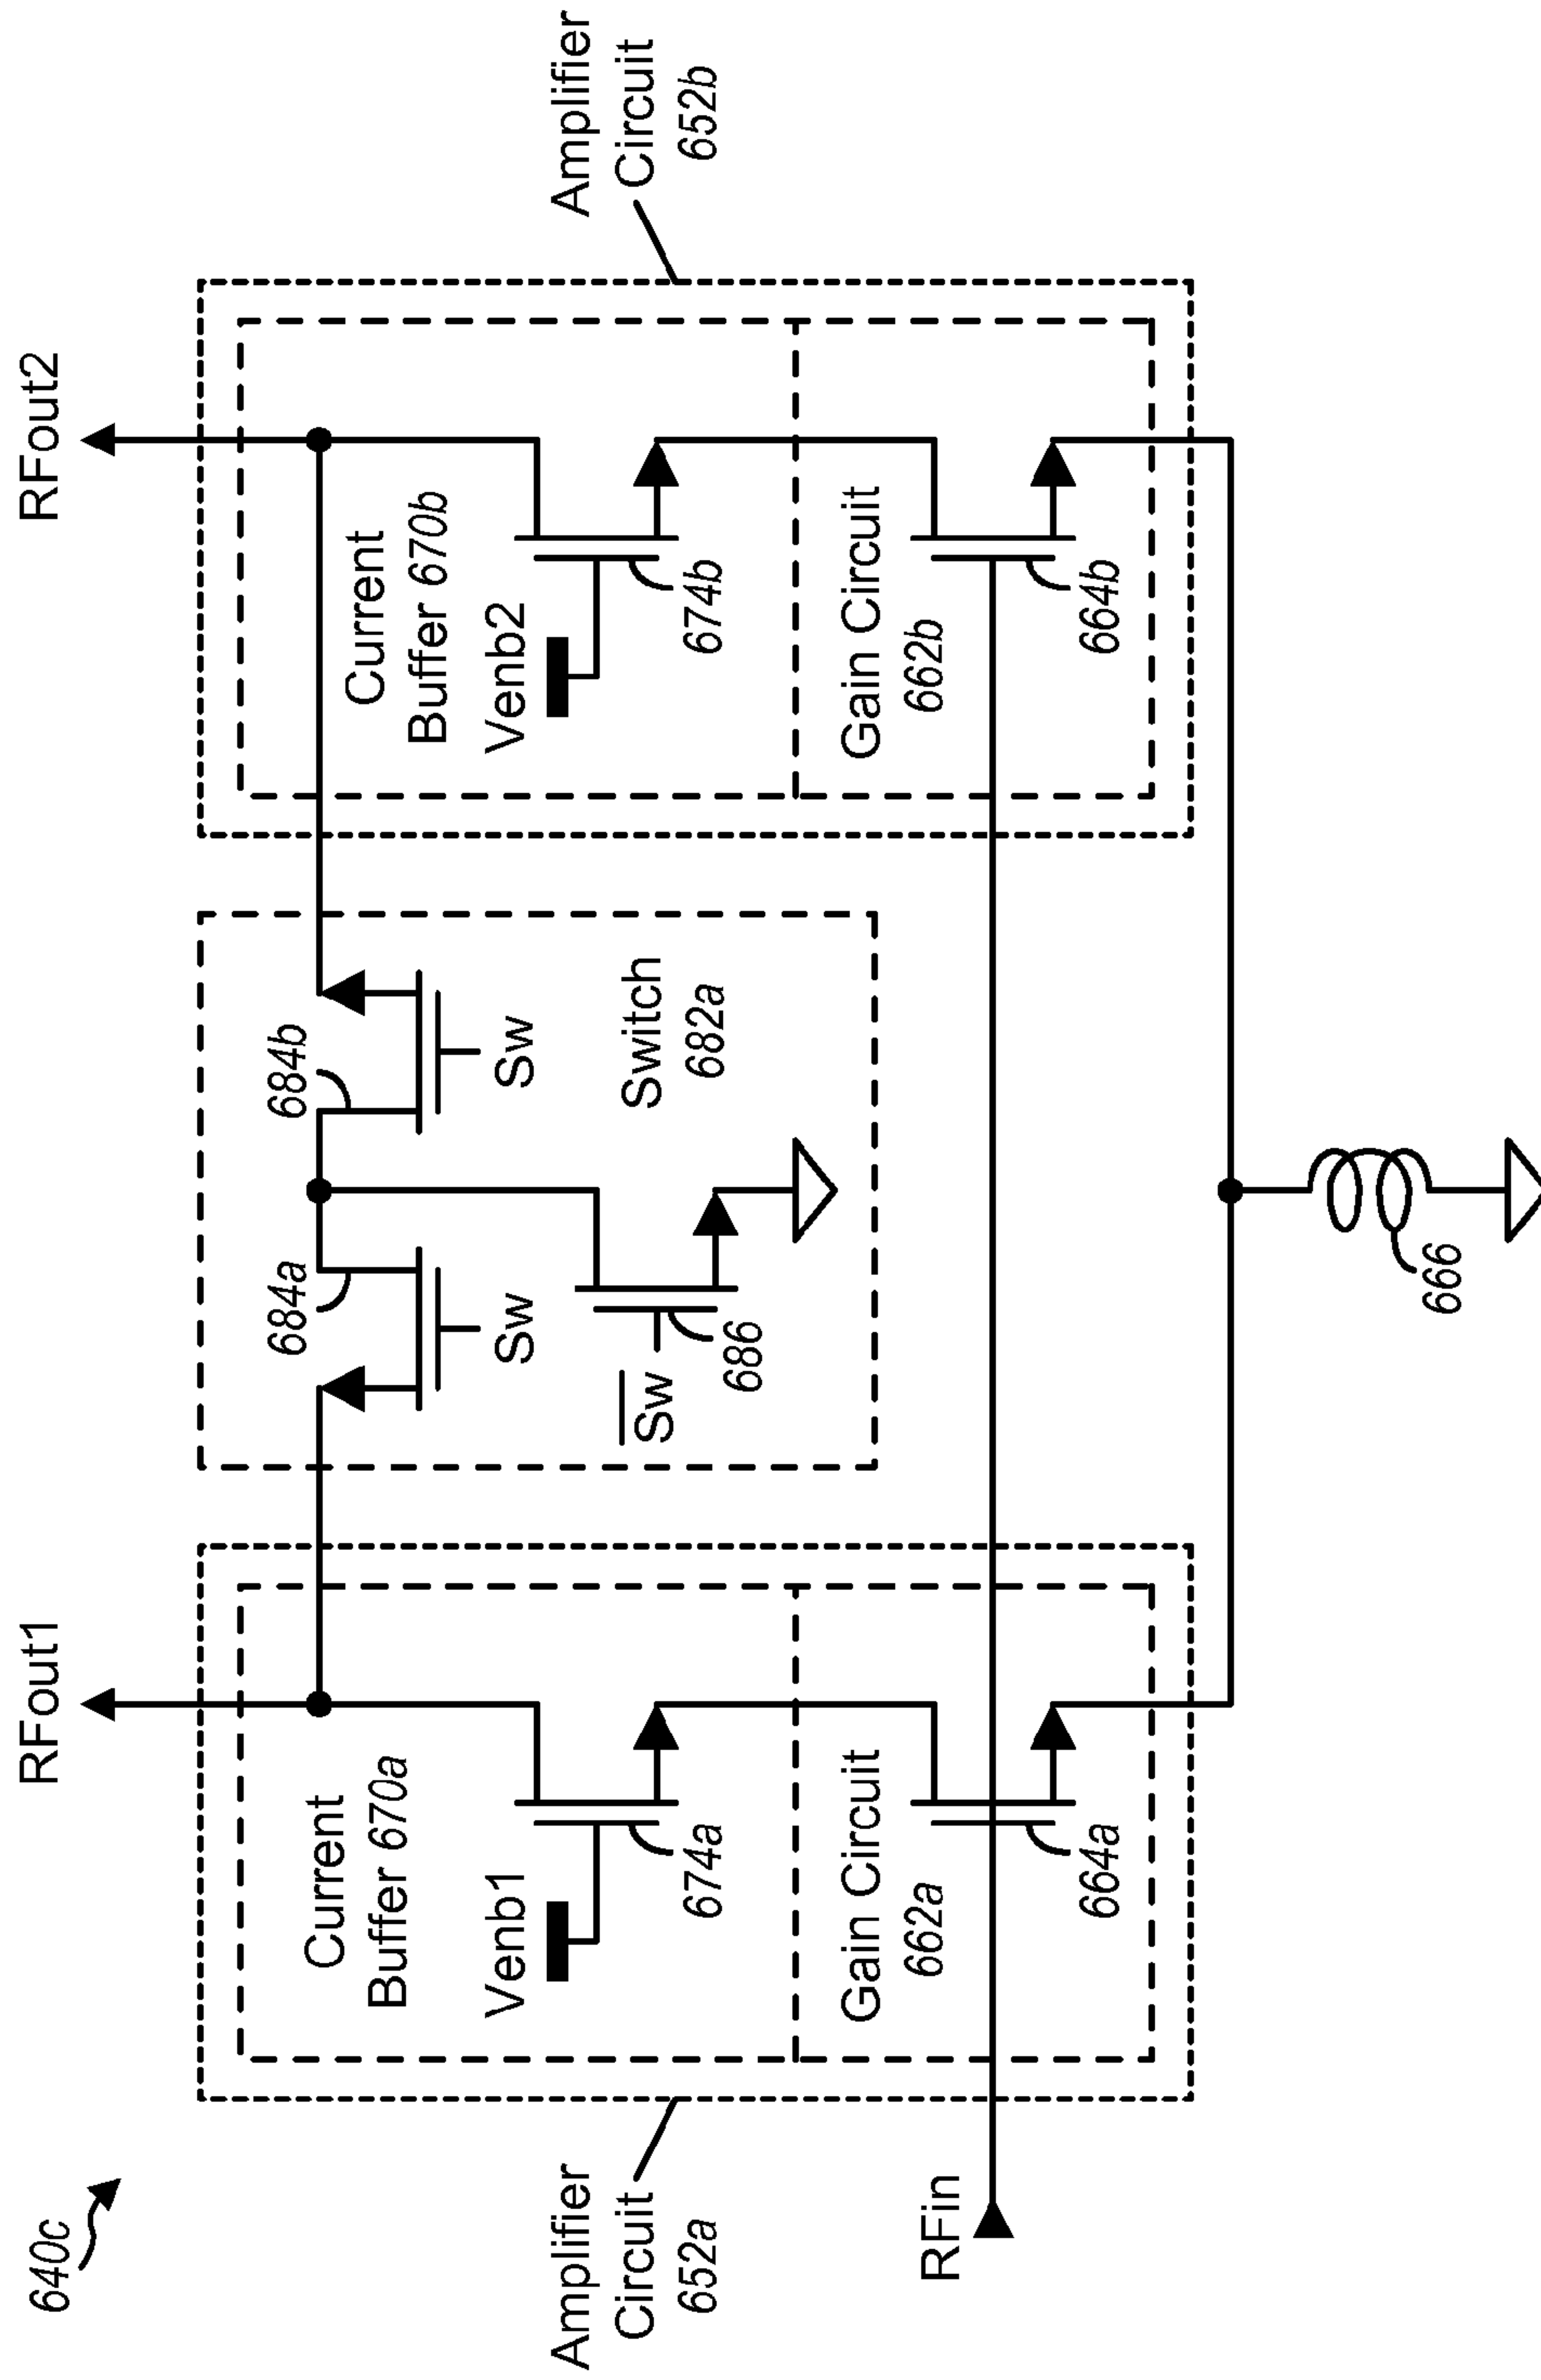 640c
RFout1
RFout2
Amplifier
Circuit
652a
Current
Buffer 670a
Venb1
674a
Gain Circuit
662a
664a
RFin
684a
684b
Sw
Sw
Sw
686
Switch
682a
Current
Buffer 670b
Venb2
674b
Gain Circuit
662b
664b
Amplifier
Circuit
652b
666